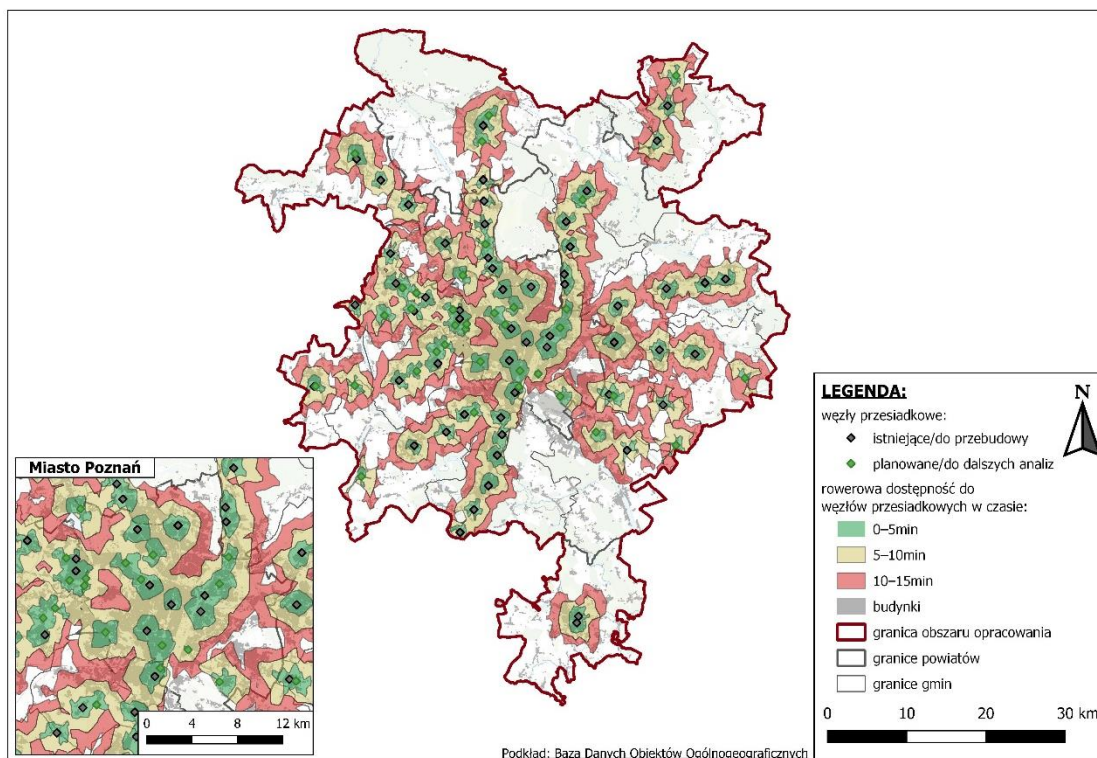 Miasto Poznań
0 4 8 12 km
Podkład: Baza Danych Obiektów Ogólnogeograficznych
LEGENDA:
N
węzły przesiadkowe:
istniejące/do przebudowy
planowane/do dalszych analiz
rowerowa dostępność do
węzłów przesiadkowych w czasie:
0–5min
5–10min
10–15min
budynki
granica obszaru opracowania
granice powiatów
granice gmin
0 10 20 30 km